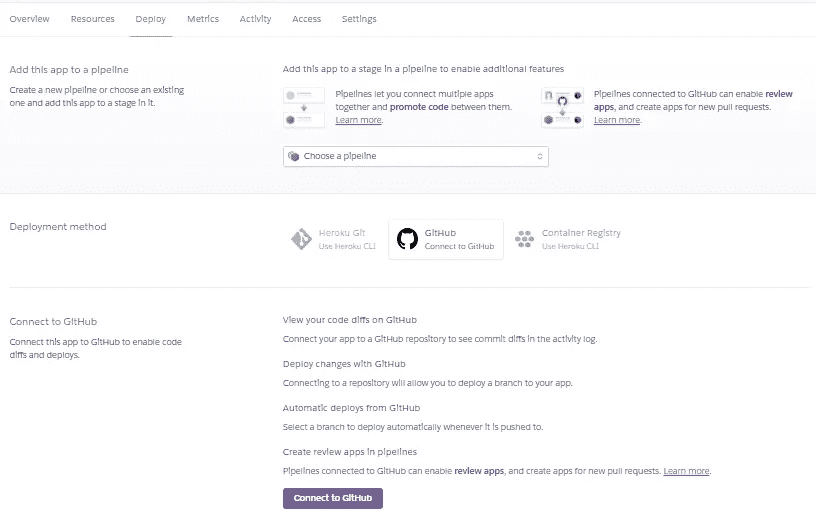 Overview Resources Deploy Metrics Activity Access Settings
Add this app to a pipeline
Create a new pipeline or choose an existing
one and add this app to a stage in it.
Add this app to a stage in a pipeline to enable additional features
Pipelines let you connect multiple apps
together and promote code between them.
Learn more.
Pipelines connected to GitHub can enable review
apps, and create apps for new pull requests.
Learn more.
Choose a pipeline
Deployment method
Heroku Git
Use Heroku CLI
GitHub
Connect to GitHub
Container Registry
Use Heroku CLI
Connect to GitHub
Connect this app to GitHub to enable code
diffs and deploys.
View your code diffs on GitHub
Connect your app to a GitHub repository to see commit diffs in the activity log.
Deploy changes with GitHub
Connecting to a repository will allow you to deploy a branch to your app.
Automatic deploys from GitHub
Select a branch to deploy automatically whenever it is pushed to.
Create review apps in pipelines
Pipelines connected to GitHub can enable review apps, and create apps for new pull requests. Learn more.
Connect to GitHub